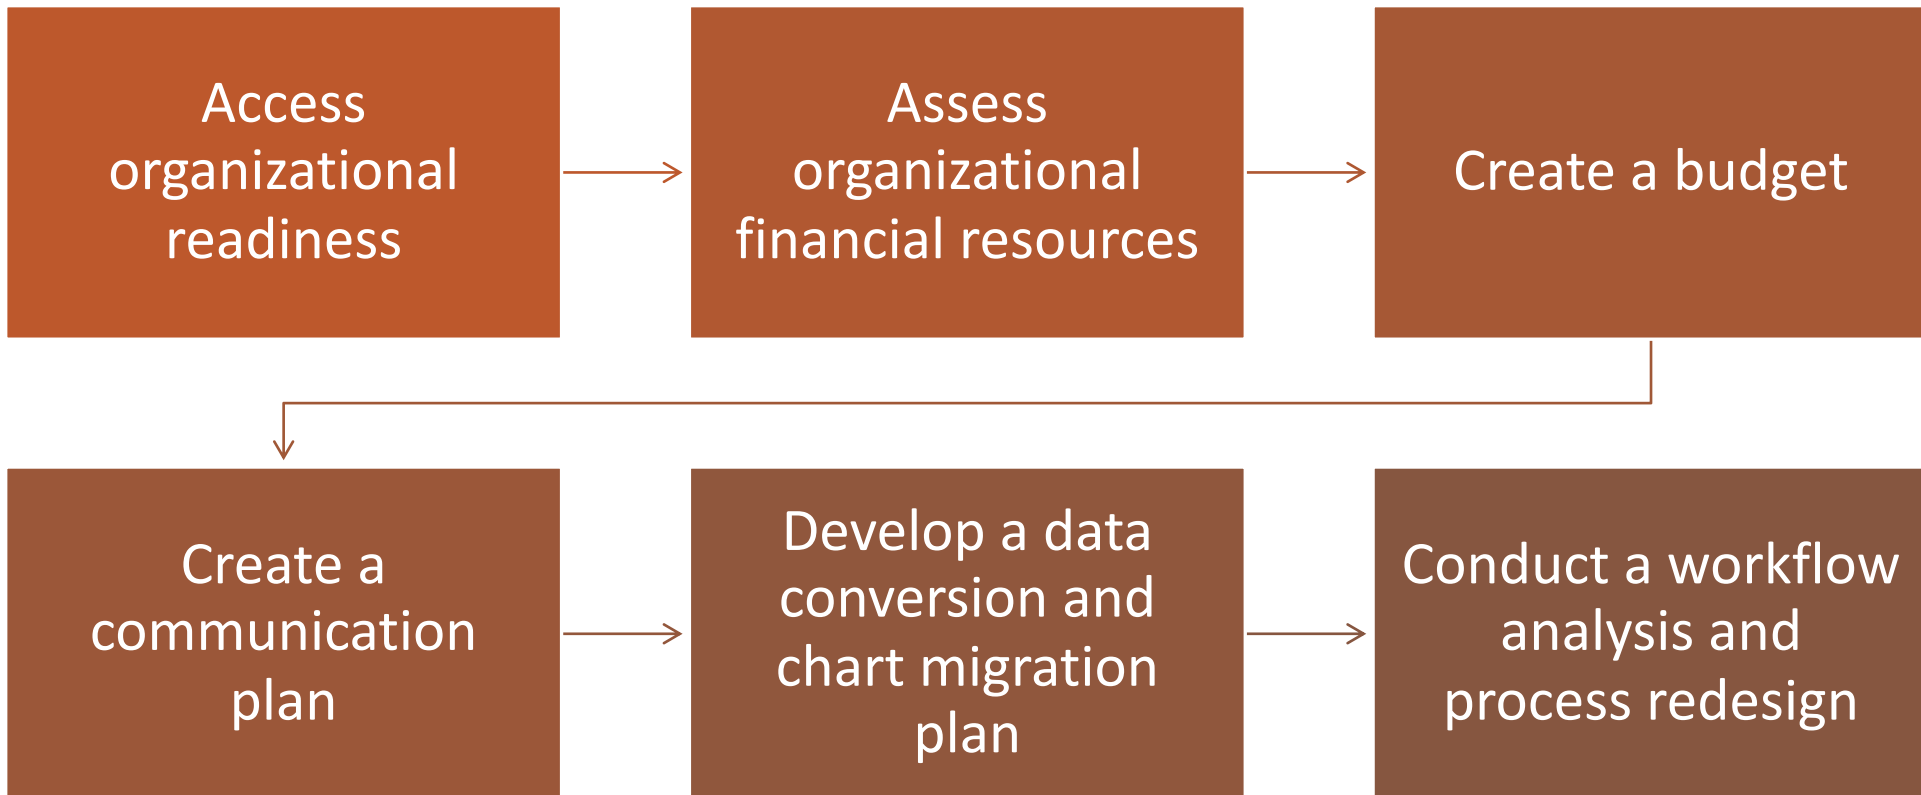 Access
organizational
readiness
Assess
organizational
financial resources
Create a budget
Create a
communication
plan
Develop a data
conversion and
chart migration
plan
Conduct a workflow
analysis and
process redesign